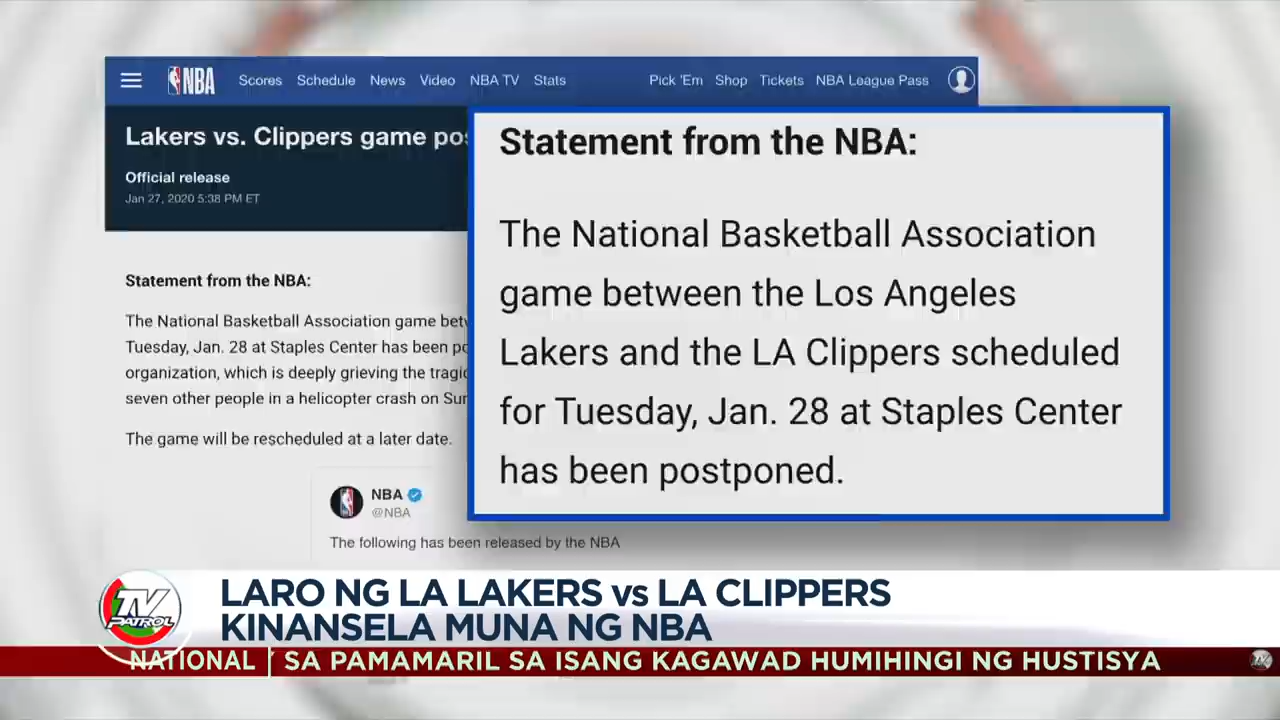 NBA
Scores Schedule News Video NBA TV Stats Pick 'Em Shop Tickets NBA League Pass
Lakers vs. Clippers game
Official release
Jan 27, 2020 5:38 PM ET
Statement from the NBA:
The National Basketball Association game
Tuesday, Jan. 28 at Staples Center has been
organization, which is deeply grieving the
seven other people in a helicopter crash on
The game will be rescheduled at a later date.
NBA
@NBA
The following has been released by the NBA
Statement from the NBA:
The National Basketball Association
game between the Los Angeles
Lakers and the LA Clippers scheduled
for Tuesday, Jan. 28 at Staples Center
has been postponed.
TV
PATROL
LARO NG LA LAKERS vs LA CLIPPERS
KINANSELA MUNA NG NBA
NATIONAL | SA PAMAMARIL SA ISANG KAGAWAD HUMIHINGI NG HUSTISYA